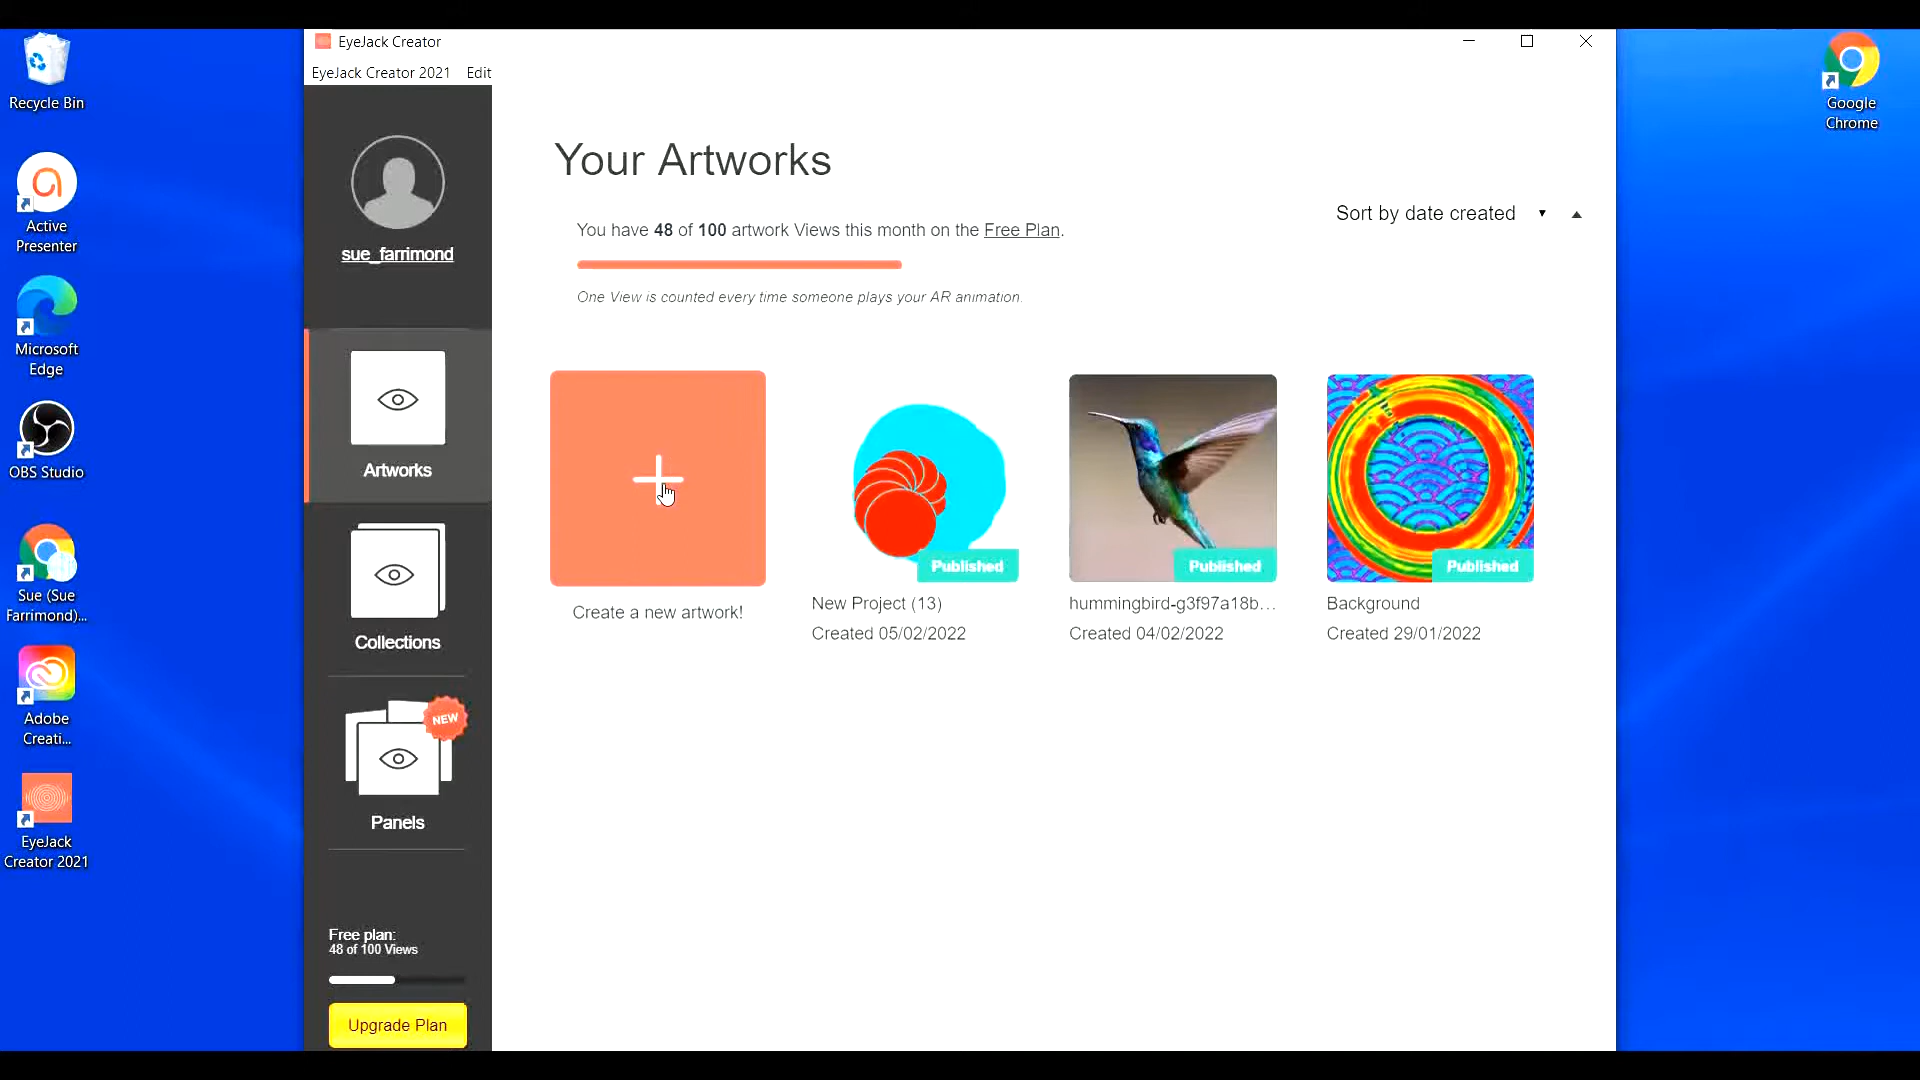 Recycle Bin
Active
Presenter
Microsoft
Edge
OBS Studio
Sue (Sue
Farrimond)...
Adobe
Creati...
EyeJack
Creator 2021
EyeJack Creator
EyeJack Creator 2021 Edit
sue_farrimond
Artworks
Collections
NEW
Panels
Free plan:
48 of 100 Views
Upgrade Plan
Your Artworks
Sort by date created
You have 48 of 100 artwork Views this month on the Free Plan.
One View is counted every time someone plays your AR animation.
Create a new artwork!
Published
New Project (13)
Created 05/02/2022
Published
hummingbird-g3f97a18b...
Created 04/02/2022
Published
Background
Created 29/01/2022
Google
Chrome